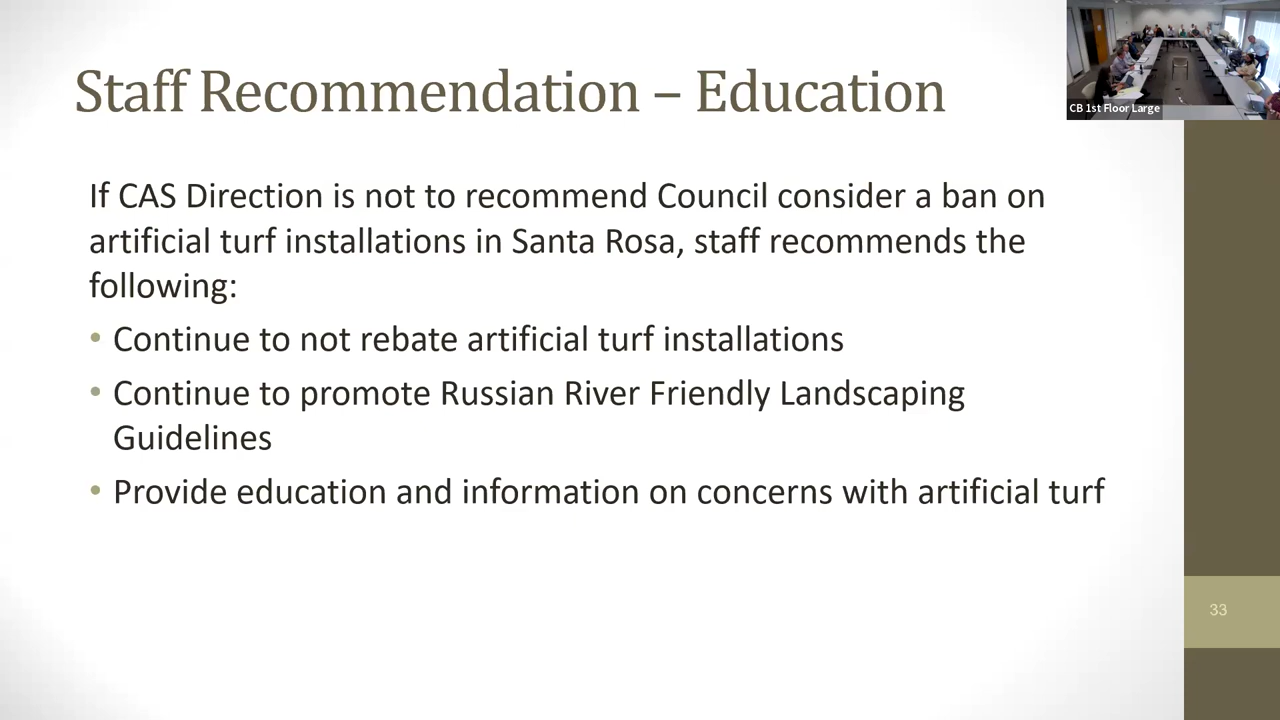 Staff Recommendation – Education
CB 1st Floor Large
If CAS Direction is not to recommend Council consider a ban on
artificial turf installations in Santa Rosa, staff recommends the
following:
• Continue to not rebate artificial turf installations
• Continue to promote Russian River Friendly Landscaping
Guidelines
• Provide education and information on concerns with artificial turf
33